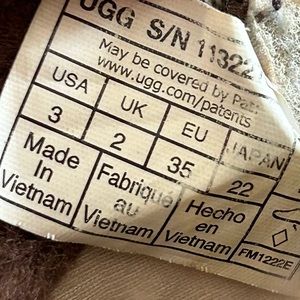 UGG S/N 11322
May be covered by Pat:
www.ugg.com/patents
USA UK EU JAPAN
3 2 35 22
Made In Vietnam
Fabriqué au Vietnam
Hecho en Vietnam
FM1222E